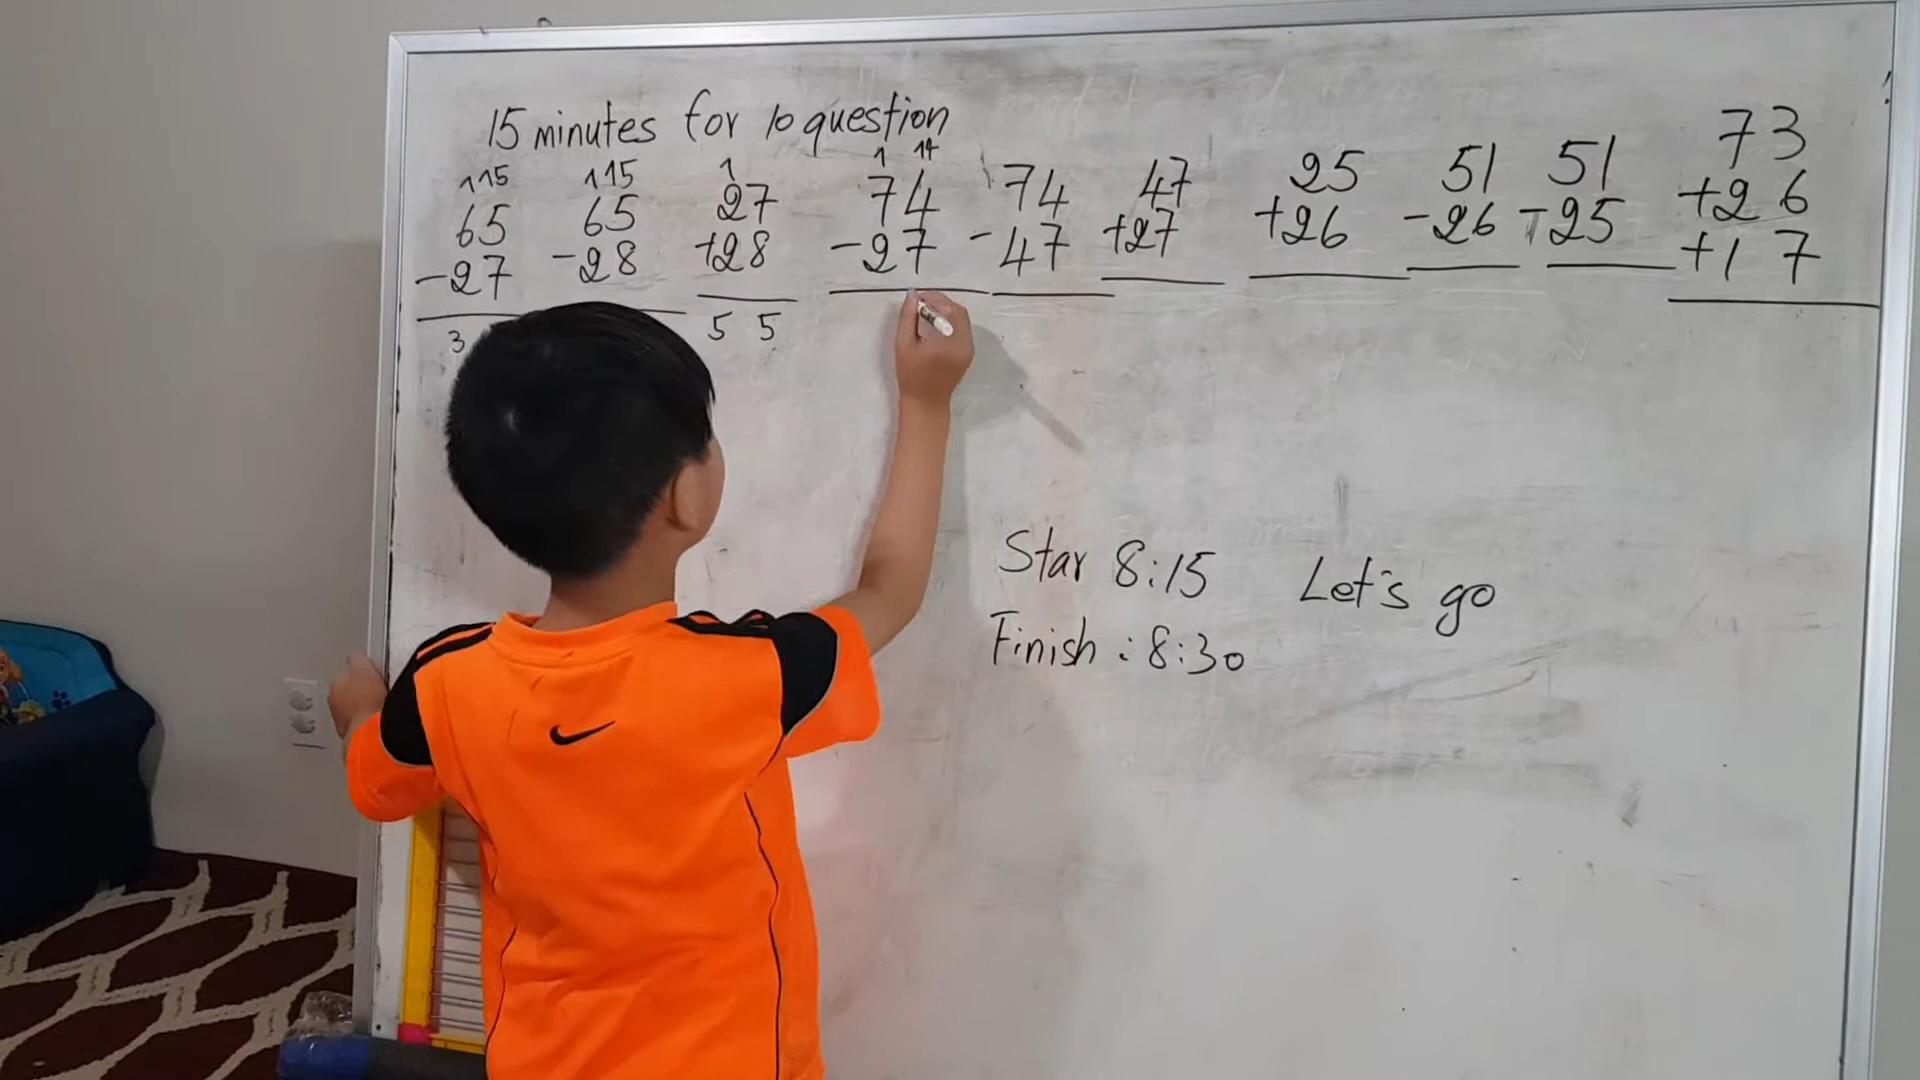 15 minutes for 10 question
1 15 1 15 1 1 14
65 65 27 74 74 47 25 51 51 73
-27 -28 +28 -27 -47 +27 +26 -26 -25 +26
+17
3 5 5
Star 8:15 Let's go
Finish : 8:30